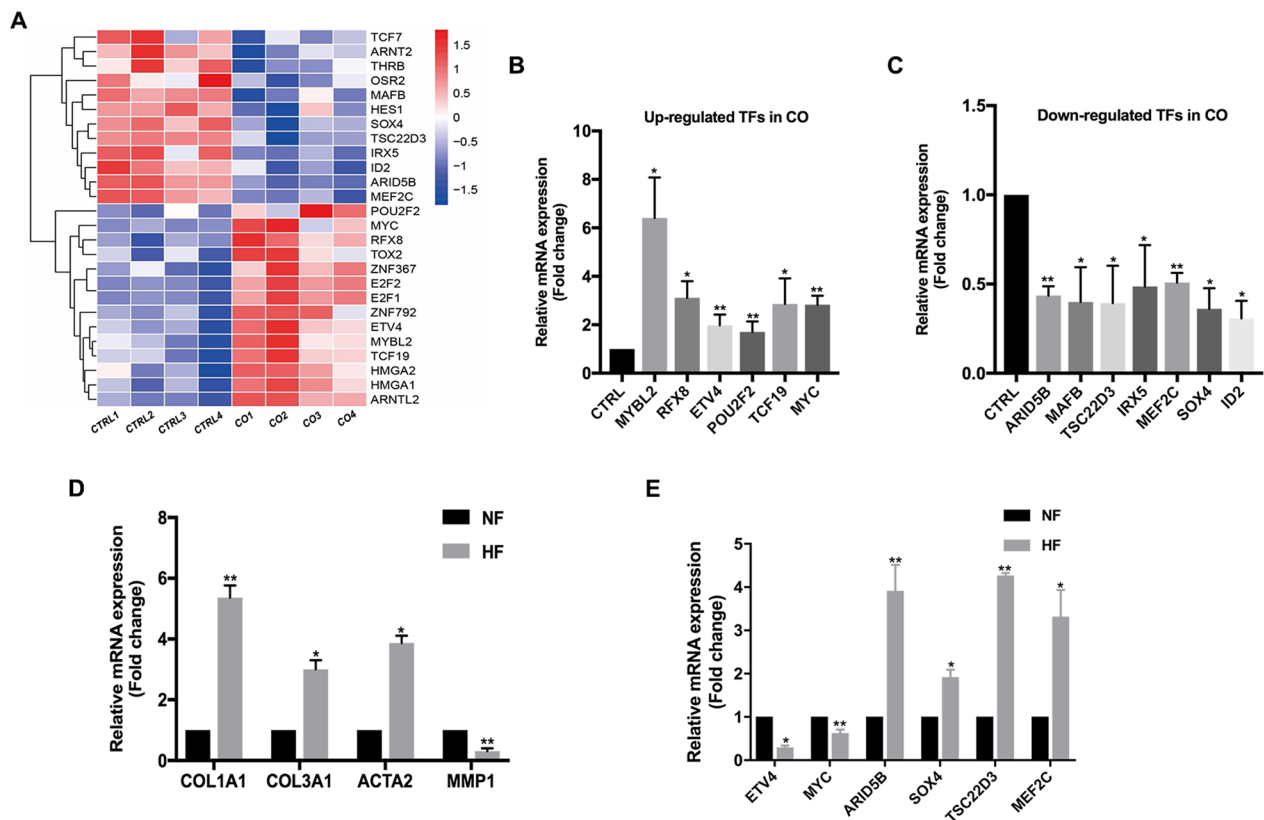 A
TCF7
ARNT2
THRB
OSR2
MAFB
HES1
SOX4
TSC22D3
IRX5
ID2
ARID5B
MEF2C
POU2F2
MYC
RFX8
TOX2
ZNF367
E2F2
E2F1
ZNF792
ETV4
MYBL2
TCF19
HMGA2
HMGA1
ARNTL2
1.5
1
0.5
0
−0.5
−1
−1.5
CTRL1 CTRL2 CTRL3 CTRL4 CO1 CO2 CO3 CO4
B
Up-regulated TFs in CO
Relative mRNA expression
(Fold change)
10
8
6
4
2
0
* * ** ** * **
CTRL MYBL2 RFX8 ETV4 POU2F2 TCF19 MYC
C
Down-regulated TFs in CO
Relative mRNA expression
(Fold change)
1.5
1.0
0.5
0.0
** * * * ** * *
CTRL ARID5B MAFB TSC22D3 IRX5 MEF2C SOX4 ID2
D
NF
HF
Relative mRNA expression
(Fold change)
8
6
4
2
0
** * * **
COL1A1 COL3A1 ACTA2 MMP1
E
NF
HF
Relative mRNA expression
(Fold change)
5
4
3
2
1
0
* ** ** * ** *
ETV4 MYC ARID5B SOX4 TSC22D3 MEF2C